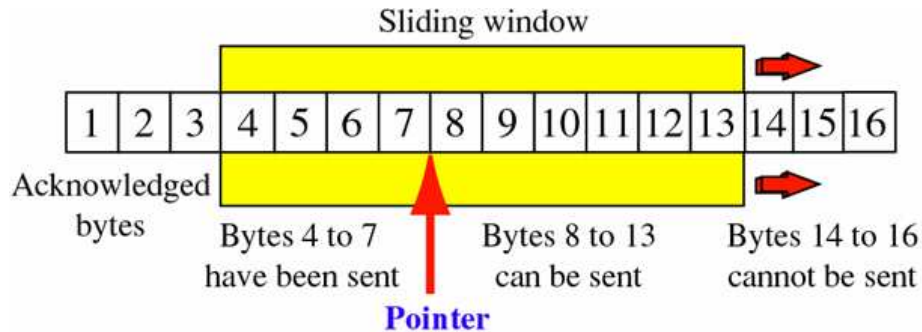 Sliding window
1 2 3 4 5 6 7 8 9 10 11 12 13 14 15 16
Acknowledged
bytes
Bytes 4 to 7
have been sent
Bytes 8 to 13
can be sent
Bytes 14 to 16
cannot be sent
Pointer